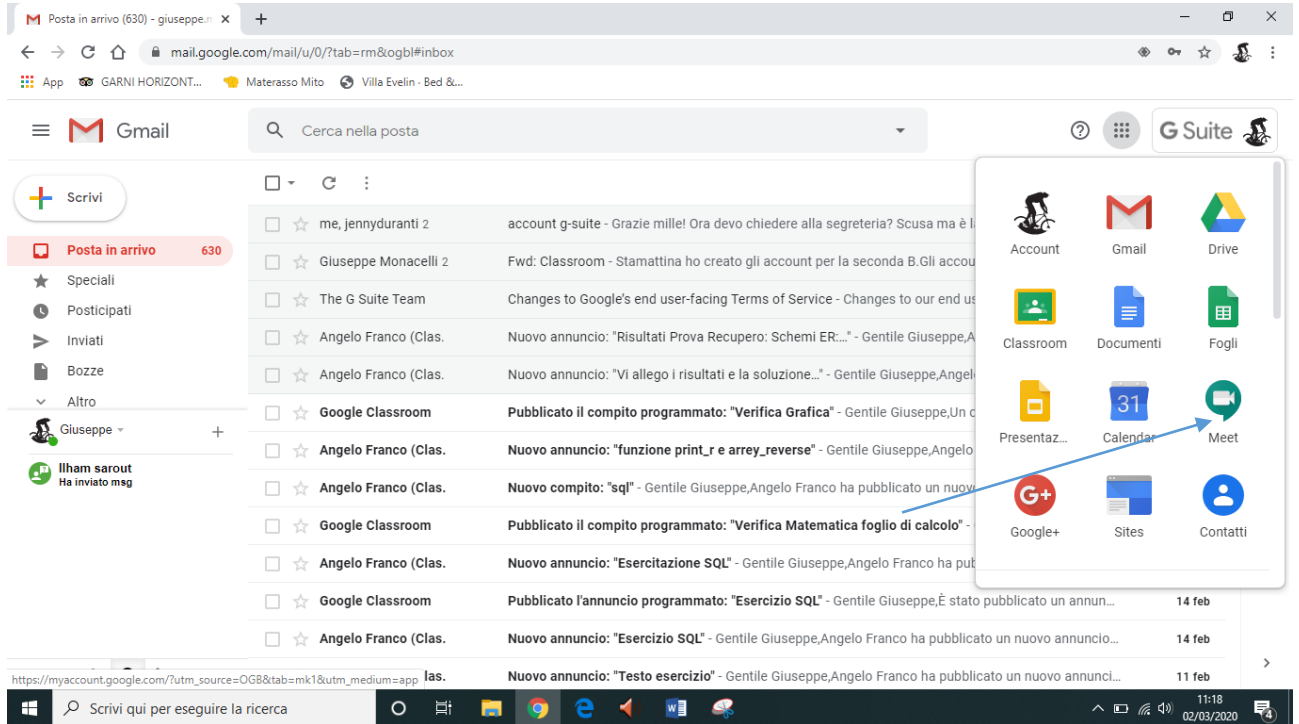 Posta in arrivo (630) - giuseppe.m
mail.google.com/mail/u/0/?tab=rm&ogbl#inbox
App GARNI HORIZONT... Materasso Mito Villa Evelin - Bed &...
Gmail Cerca nella posta G Suite
Scrivi
Posta in arrivo 630
Speciali
Posticipati
Inviati
Bozze
Altro
Giuseppe
Ilham sarout
Ha inviato msg
me, jennyduranti 2 account g-suite - Grazie mille! Ora devo chiedere alla segreteria? Scusa ma è l
Giuseppe Monacelli 2 Fwd: Classroom - Stamattina ho creato gli account per la seconda B.Gli accou
The G Suite Team Changes to Google's end user-facing Terms of Service - Changes to our end us
Angelo Franco (Clas. Nuovo annuncio: "Risultati Prova Recupero: Schemi ER:..." - Gentile Giuseppe,A
Angelo Franco (Clas. Nuovo annuncio: "Vi allego i risultati e la soluzione..." - Gentile Giuseppe,Angel
Google Classroom Pubblicato il compito programmato: "Verifica Grafica" - Gentile Giuseppe,Un c
Angelo Franco (Clas. Nuovo annuncio: "funzione print_r e arrey_reverse" - Gentile Giuseppe,Angelo
Angelo Franco (Clas. Nuovo compito: "sql" - Gentile Giuseppe,Angelo Franco ha pubblicato un nuov
Google Classroom Pubblicato il compito programmato: "Verifica Matematica foglio di calcolo" -
Angelo Franco (Clas. Nuovo annuncio: "Esercitazione SQL" - Gentile Giuseppe,Angelo Franco ha pub
Google Classroom Pubblicato l'annuncio programmato: "Esercizio SQL" - Gentile Giuseppe,È stato pubblicato un annun... 14 feb
Angelo Franco (Clas. Nuovo annuncio: "Esercizio SQL" - Gentile Giuseppe,Angelo Franco ha pubblicato un nuovo annuncio... 14 feb
las. Nuovo annuncio: "Testo esercizio" - Gentile Giuseppe,Angelo Franco ha pubblicato un nuovo annunci... 11 feb
Account Gmail Drive
Classroom Documenti Fogli
31
Presentaz... Calendar Meet
G+
Google+ Sites Contatti
https://myaccount.google.com/?utm_source=OGB&tab=mk1&utm_medium=app
Scrivi qui per eseguire la ricerca
11:18
02/03/2020
4